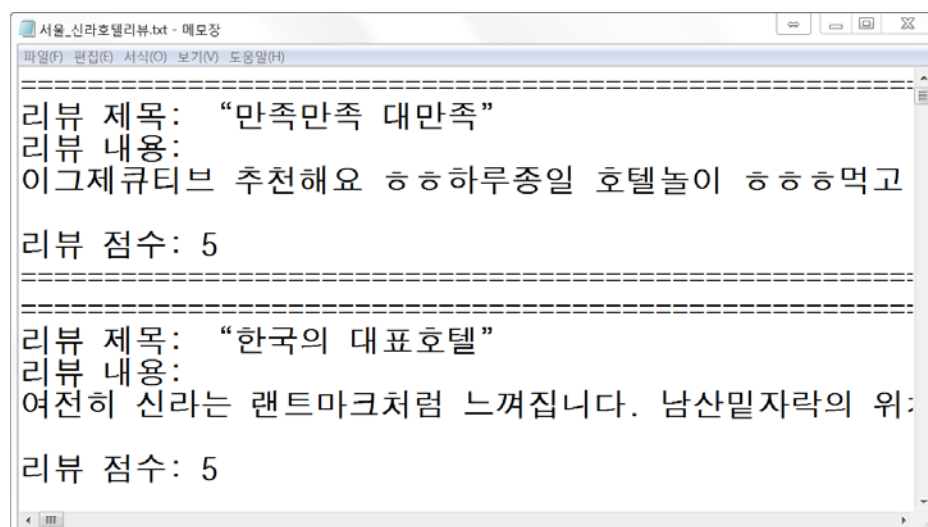 서울_신라호텔리뷰.txt - 메모장
파일(F) 편집(E) 서식(O) 보기(V) 도움말(H)
============================================================
리뷰 제목: “만족만족 대만족”
리뷰 내용:
이그제큐티브 추천해요 ㅎㅎ하루종일 호텔놀이 ㅎㅎㅎ먹고
리뷰 점수: 5
============================================================
============================================================
리뷰 제목: “한국의 대표호텔”
리뷰 내용:
여전히 신라는 랜트마크처럼 느껴집니다. 남산밑자락의
리뷰 점수: 5